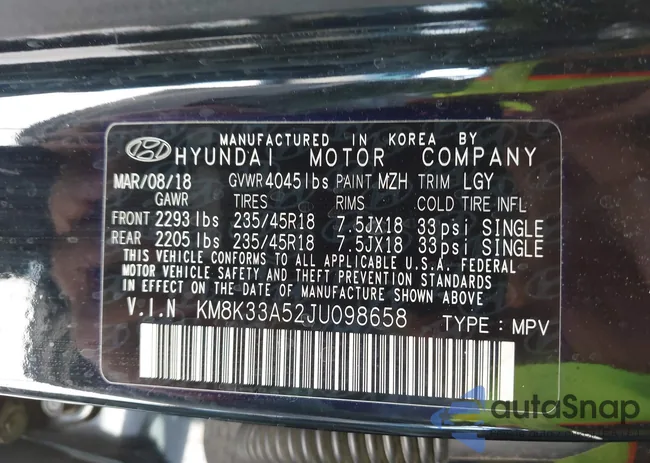 MANUFACTURED IN KOREA BY
HYUNDAI MOTOR COMPANY
MAR/08/18 GVWR 4045lbs PAINT MZH TRIM LGY
GAWR TIRES RIMS COLD TIRE INFL
FRONT 2293 lbs 235/45R18 7.5JX18 33psi SINGLE
REAR 2205 lbs 235/45R18 7.5JX18 33psi SINGLE
THIS VEHICLE CONFORMS TO ALL APPLICABLE U.S.A. FEDERAL
MOTOR VEHICLE SAFETY AND THEFT PREVENTION STANDARDS
IN EFFECT ON THE DATE OF MANUFACTURE SHOWN ABOVE.
V.I.N KM8K33A52JU098658 TYPE : MPV
autaSnap